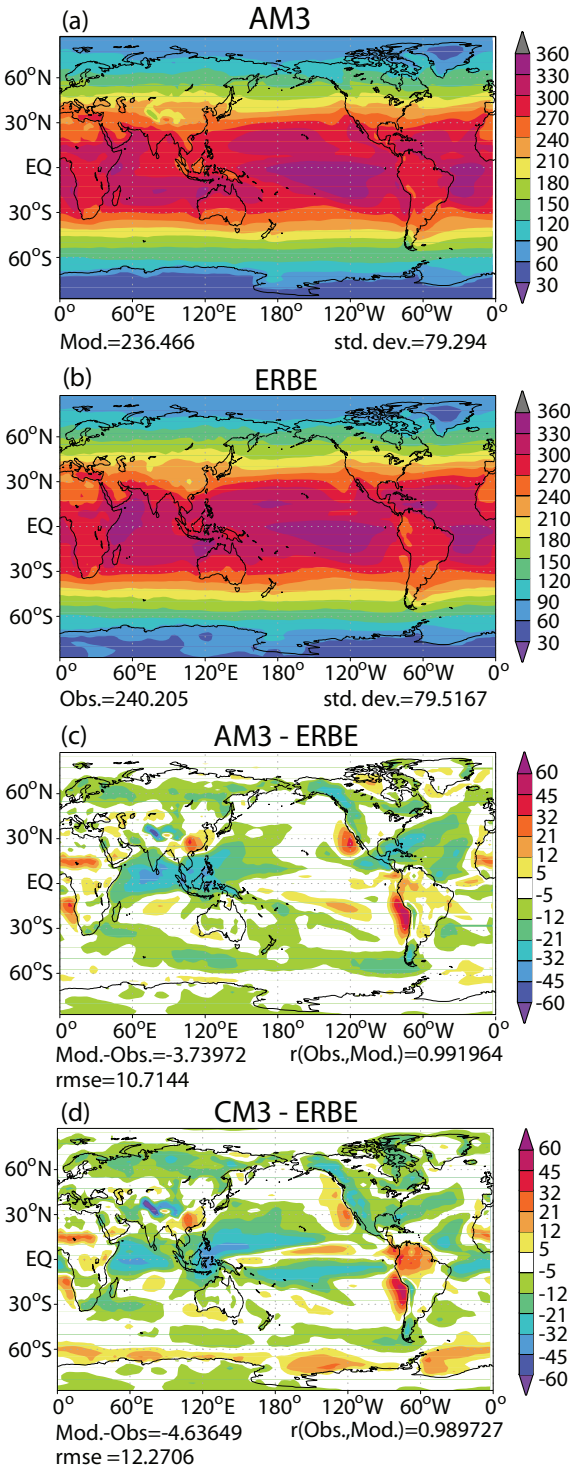 (a) AM3
60°N
30°N
EQ
30°S
60°S
0° 60°E 120°E 180° 120°W 60°W 0°
360
330
300
270
240
210
180
150
120
90
60
30
Mod.=236.466 std. dev.=79.294
(b) ERBE
60°N
30°N
EQ
30°S
60°S
0° 60°E 120°E 180° 120°W 60°W 0°
360
330
300
270
240
210
180
150
120
90
60
30
Obs.=240.205 std. dev.=79.5167
(c) AM3 - ERBE
60°N
30°N
EQ
30°S
60°S
0° 60°E 120°E 180° 120°W 60°W 0°
60
45
32
21
12
5
-5
-12
-21
-32
-45
-60
Mod.-Obs.=-3.73972 r(Obs.,Mod.)=0.991964
rmse=10.7144
(d) CM3 - ERBE
60°N
30°N
EQ
30°S
60°S
0° 60°E 120°E 180° 120°W 60°W 0°
60
45
32
21
12
5
-5
-12
-21
-32
-45
-60
Mod.-Obs=-4.63649 r(Obs.,Mod.)=0.989727
rmse =12.2706